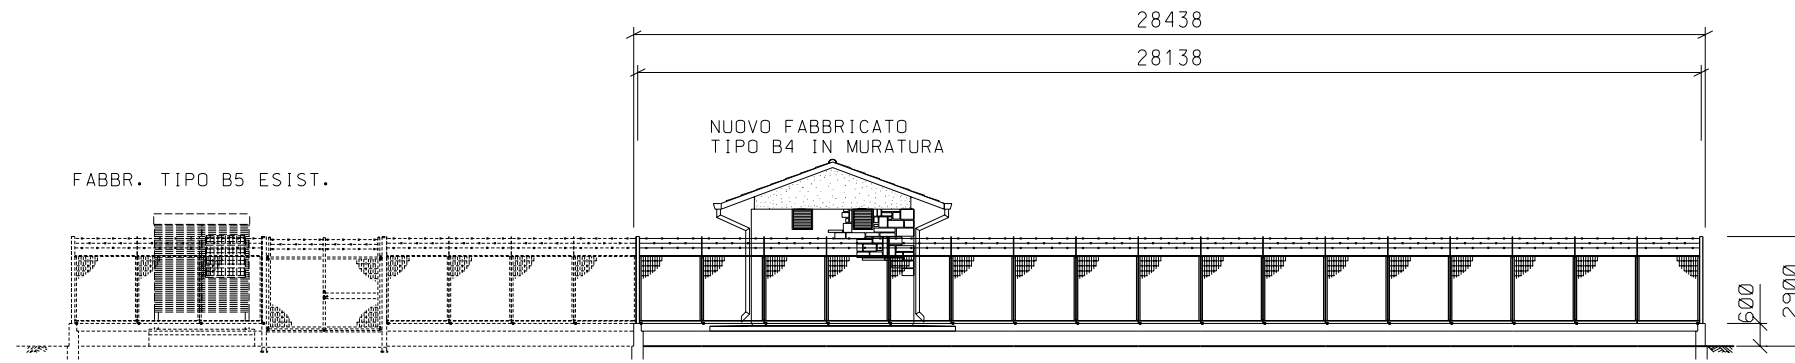 28438
28138
NUOVO FABBRICATO
TIPO B4 IN MURATURA
FABBR. TIPO B5 ESIST.
600
2900